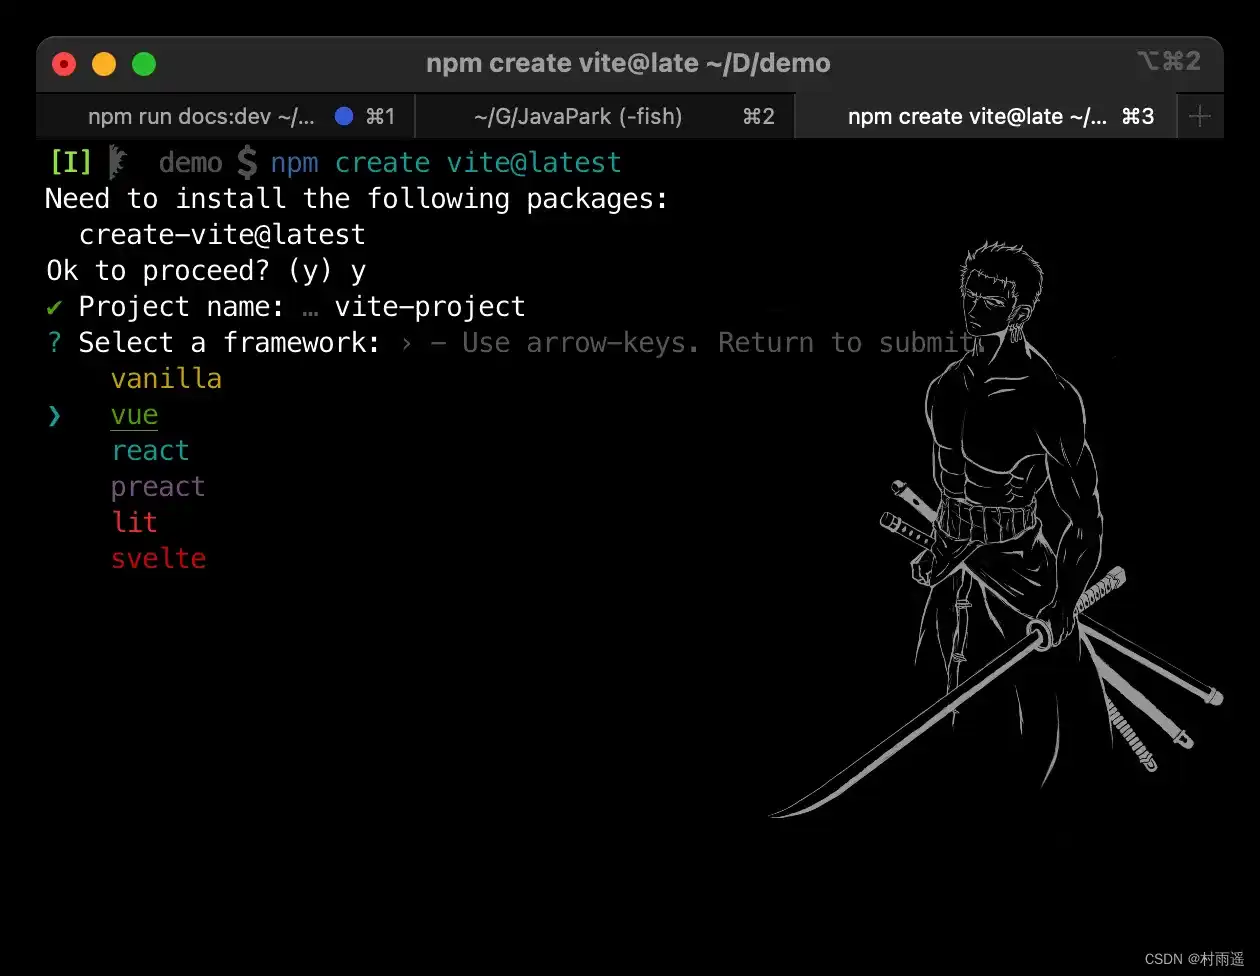 npm create vite@late ~/D/demo ⌥⌘2
npm run docs:dev ~/... ⌘1 ~/G/JavaPark (-fish) ⌘2 npm create vite@late ~/... ⌘3 +
[I] demo $ npm create vite@latest
Need to install the following packages:
create-vite@latest
Ok to proceed? (y) y
✔ Project name: … vite-project
? Select a framework: › - Use arrow-keys. Return to submit.
vanilla
❯ vue
react
preact
lit
svelte
CSDN @村雨遥